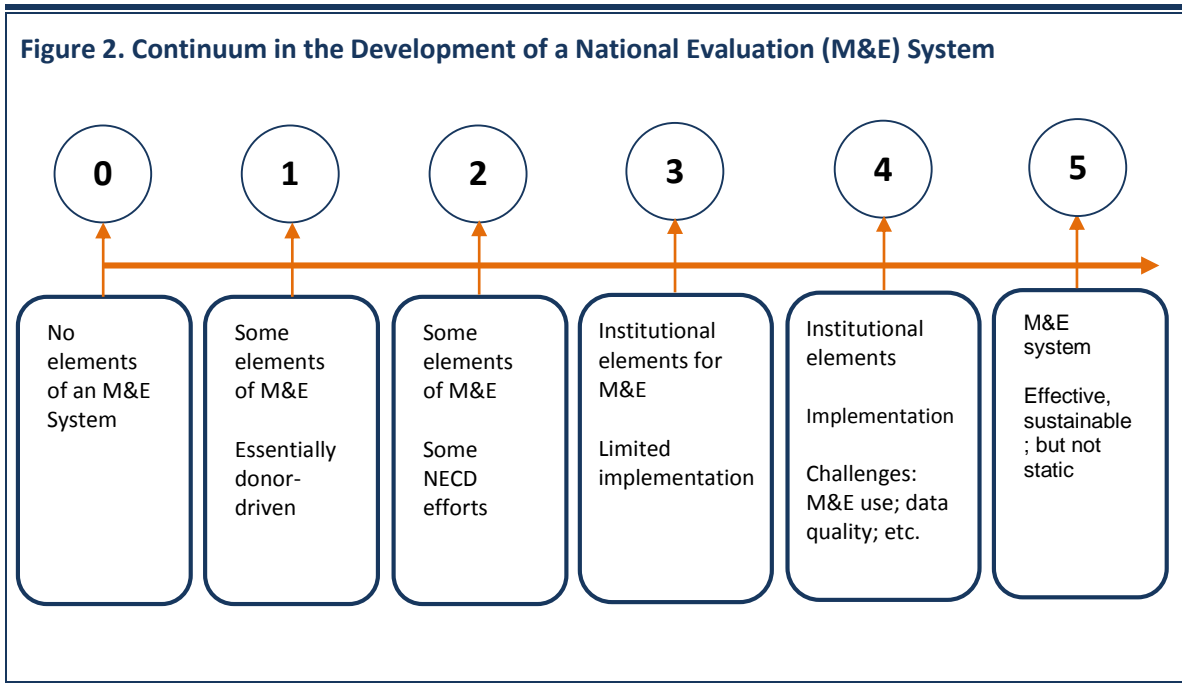 Figure 2. Continuum in the Development of a National Evaluation (M&E) System
0
1
2
3
4
5
No
elements
of an M&E
System
Some
elements
of M&E
Essentially
donor-
driven
Some
elements
of M&E
Some
NECD
efforts
Institutional
elements for
M&E
Limited
implementation
Institutional
elements
Implementation
Challenges:
M&E use; data
quality; etc.
M&E
system
Effective,
sustainable
; but not
static